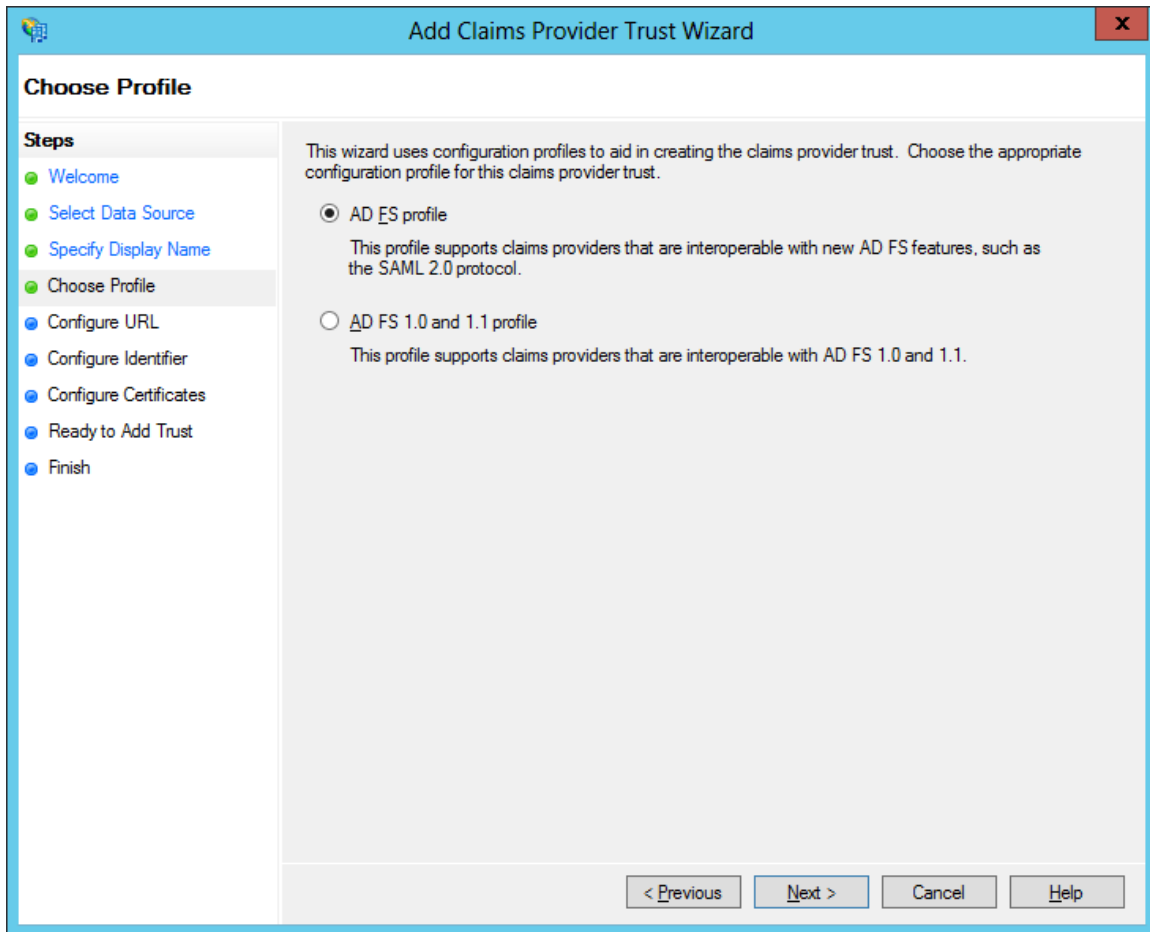 Add Claims Provider Trust Wizard
x
Choose Profile
Steps
Welcome
Select Data Source
Specify Display Name
Choose Profile
Configure URL
Configure Identifier
Configure Certificates
Ready to Add Trust
Finish
This wizard uses configuration profiles to aid in creating the claims provider trust. Choose the appropriate
configuration profile for this claims provider trust.
AD FS profile
This profile supports claims providers that are interoperable with new AD FS features, such as
the SAML 2.0 protocol.
AD FS 1.0 and 1.1 profile
This profile supports claims providers that are interoperable with AD FS 1.0 and 1.1.
< Previous
Next >
Cancel
Help